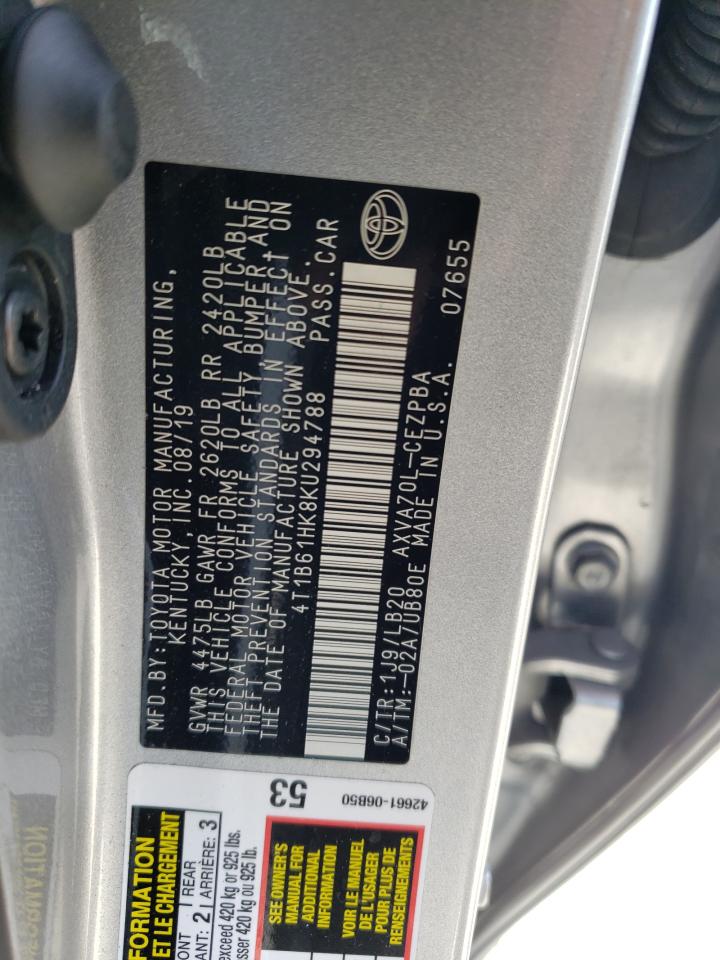 MFD.BY:TOYOTA MOTOR MANUFACTURING,
KENTUCKY, INC. 08/19
GVWR 4475LB GAWR FR 2620LB RR 2420LB
THIS VEHICLE CONFORMS TO ALL APPLICABLE
FEDERAL MOTOR VEHICLE SAFETY BUMPER, AND
THEFT PREVENTION STANDARDS IN EFFECT ON
THE DATE OF MANUFACTURE SHOWN ABOVE.
4T1B61HK8KU294788 PASS.CAR
C/TR:1J9/LB20 AXVA70L-CEZPBA
A/TM:-02A/UB80E MADE IN U.S.A. 07655
53
42661-06B50
FORMATION
ET LE CHARGEMENT
ONT
ANT: 2
REAR
ARRIÈRE: 3
exceed 420 kg or 925 lbs.
sser 420 kg ou 925 lb.
SEE OWNER'S
MANUAL FOR
ADDITIONAL
INFORMATION
VOIR LE MANUEL
DE L'USAGER
POUR PLUS DE
RENSEIGNEMENTS